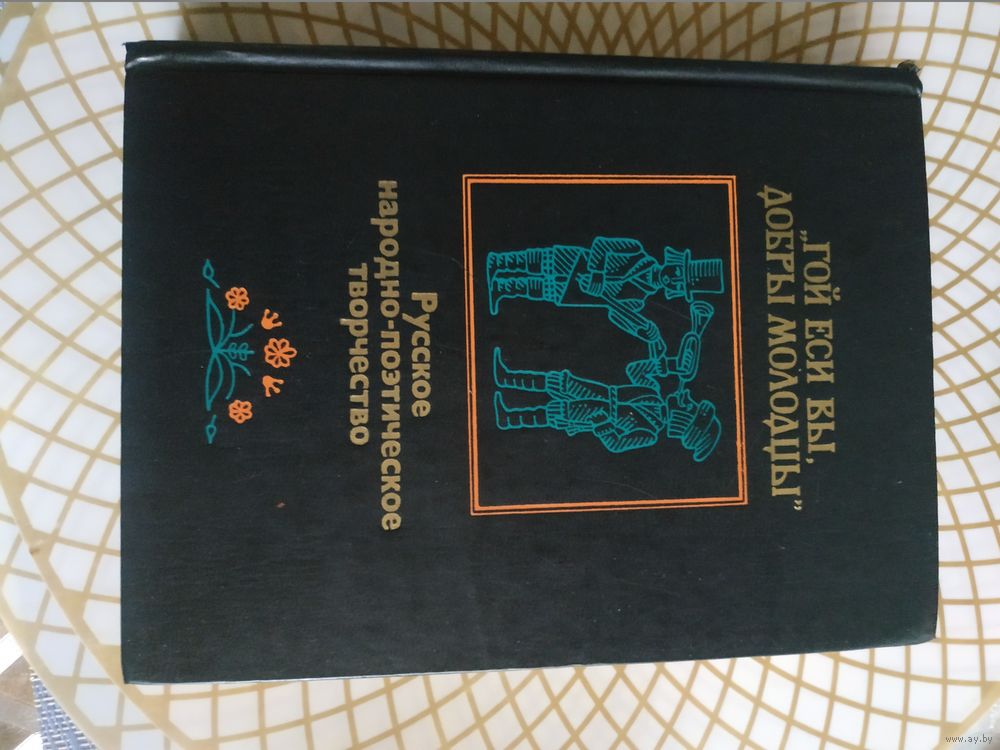 „ГОЙ ЕСИ ВЫ,
ДОБРЫ МОЛОДЦЫ”
Русское
народно-поэтическое
творчество
www.ay.by